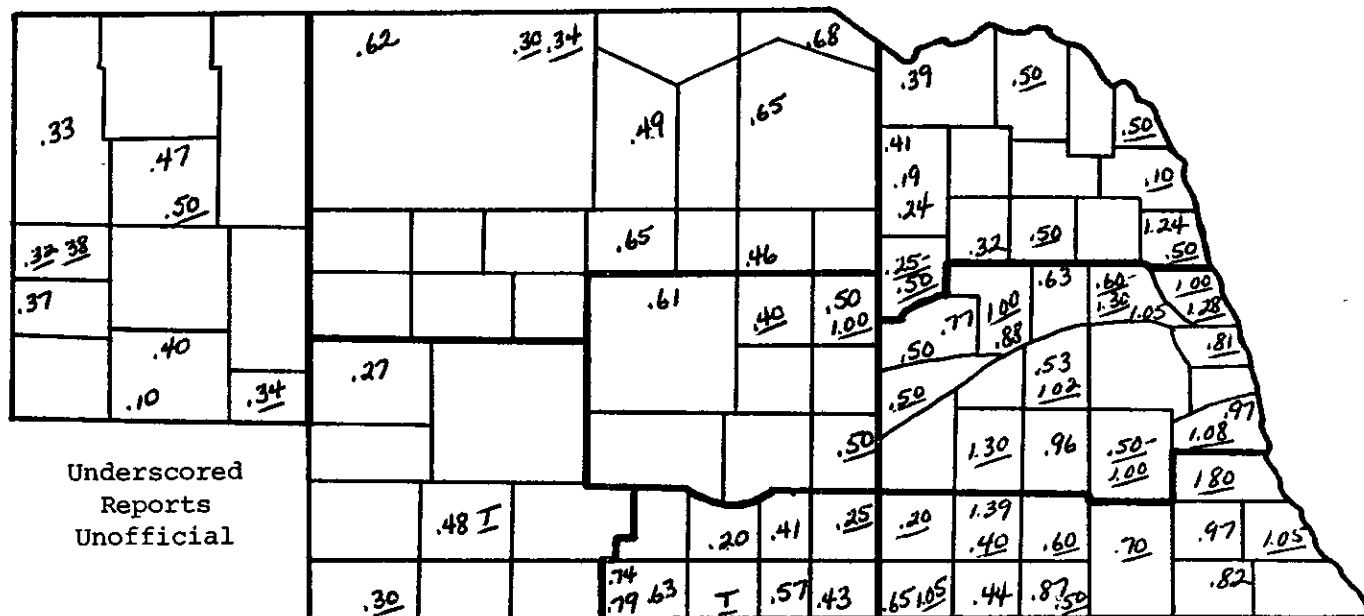 .62 .30 .34 .68
.39 .50
.33 .49 .65 .50
.47 .41
.50 .19 .10
.24
.32 38 .65 .46 .32 .50 1.24
.50
.25-
.50
.37 .61 .40 .50
1.00
.77 1.00
.88
.63 .60-
1.30 1.05
1.00
1.28
.50
.40 .27 .50 .53
1.02
.81
.10 .34
.50 1.30 .96 .50-
1.00
.97
1.08
Underscored
Reports
Unofficial
1.80
.48 T .20 .41 .25 .20 1.39
.40
.60 .70 .97 1.05
.30 .74
.79 .63 T .57 .43 .65 1.05 .44 .87
.50
.82